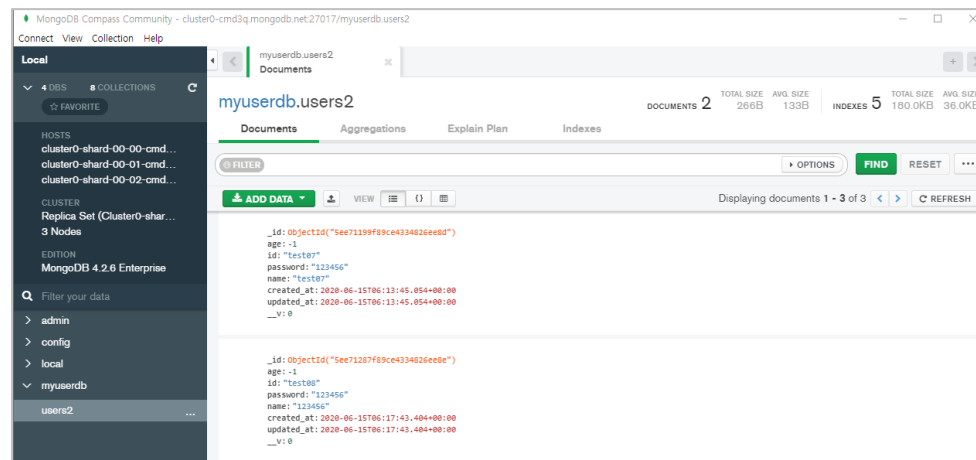 MongoDB Compass Community - cluster0-cmd3q.mongodb.net:27017/myuserdb.users2
Connect View Collection Help
Local
myuserdb.users2
Documents
4 DBS 8 COLLECTIONS
FAVORITE
myuserdb.users2
DOCUMENTS 2 TOTAL SIZE 266B AVG. SIZE 133B INDEXES 5 TOTAL SIZE 180.0KB AVG. SIZE 36.0KB
Documents Aggregations Explain Plan Indexes
HOSTS
cluster0-shard-00-00-cmd...
cluster0-shard-00-01-cmd...
cluster0-shard-00-02-cmd...
FILTER OPTIONS FIND RESET ...
CLUSTER
Replica Set (Cluster0-shar...
3 Nodes
ADD DATA VIEW {} Displaying documents 1 - 3 of 3 < > REFRESH
EDITION
MongoDB 4.2.6 Enterprise
Filter your data
admin
config
local
myuserdb
users2 ...
_id:ObjectId("5ee71199f89ce4334826ee8d")
age:-1
id:"test07"
password:"123456"
name:"test07"
created_at:2020-06-15T06:13:45.054+00:00
updated_at:2020-06-15T06:13:45.054+00:00
__v:0
_id:ObjectId("5ee71287f89ce4334826ee8e")
age:-1
id:"test08"
password:"123456"
name:"123456"
created_at:2020-06-15T06:17:43.404+00:00
updated_at:2020-06-15T06:17:43.404+00:00
__v:0